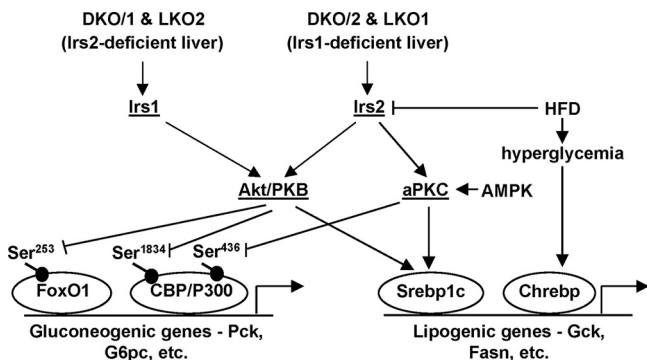 DKO/1 & LKO2
(Irs2-deficient liver)
DKO/2 & LKO1
(Irs1-deficient liver)
Irs1
Irs2
HFD
hyperglycemia
Akt/PKB
aPKC
AMPK
Ser253
Ser1834
Ser436
FoxO1
CBP/P300
Srebp1c
Chrebp
Gluconeogenic genes - Pck,
G6pc, etc.
Lipogenic genes - Gck,
Fasn, etc.